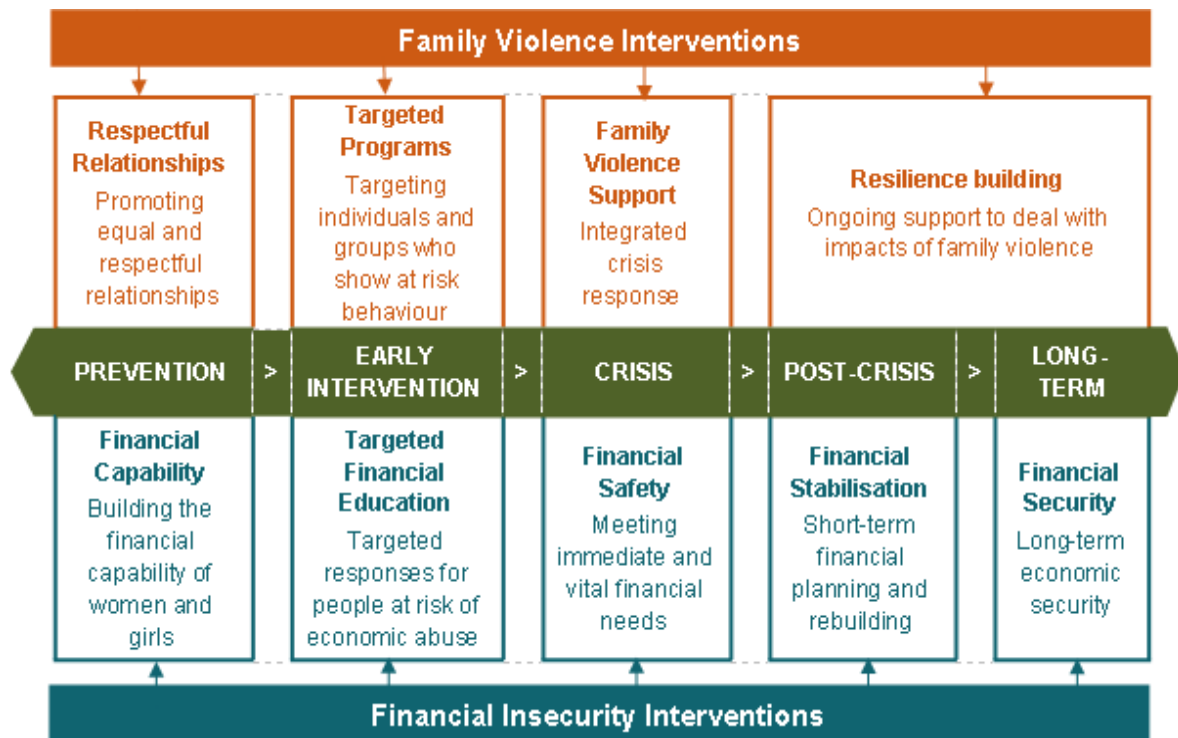 Family Violence Interventions
Respectful
Relationships
Promoting
equal and
respectful
relationships
Targeted
Programs
Targeting
individuals and
groups who
show at risk
behaviour
Family
Violence
Support
Integrated
crisis
response
Resilience building
Ongoing support to deal with
impacts of family violence
PREVENTION
>
EARLY
INTERVENTION
>
CRISIS
>
POST-CRISIS
>
LONG-
TERM
Financial
Capability
Building the
financial
capability of
women and
girls
Targeted
Financial
Education
Targeted
responses for
people at risk of
economic abuse
Financial
Safety
Meeting
immediate and
vital financial
needs
Financial
Stabilisation
Short-term
financial
planning and
rebuilding
Financial
Security
Long-term
economic
security
Financial Insecurity Interventions